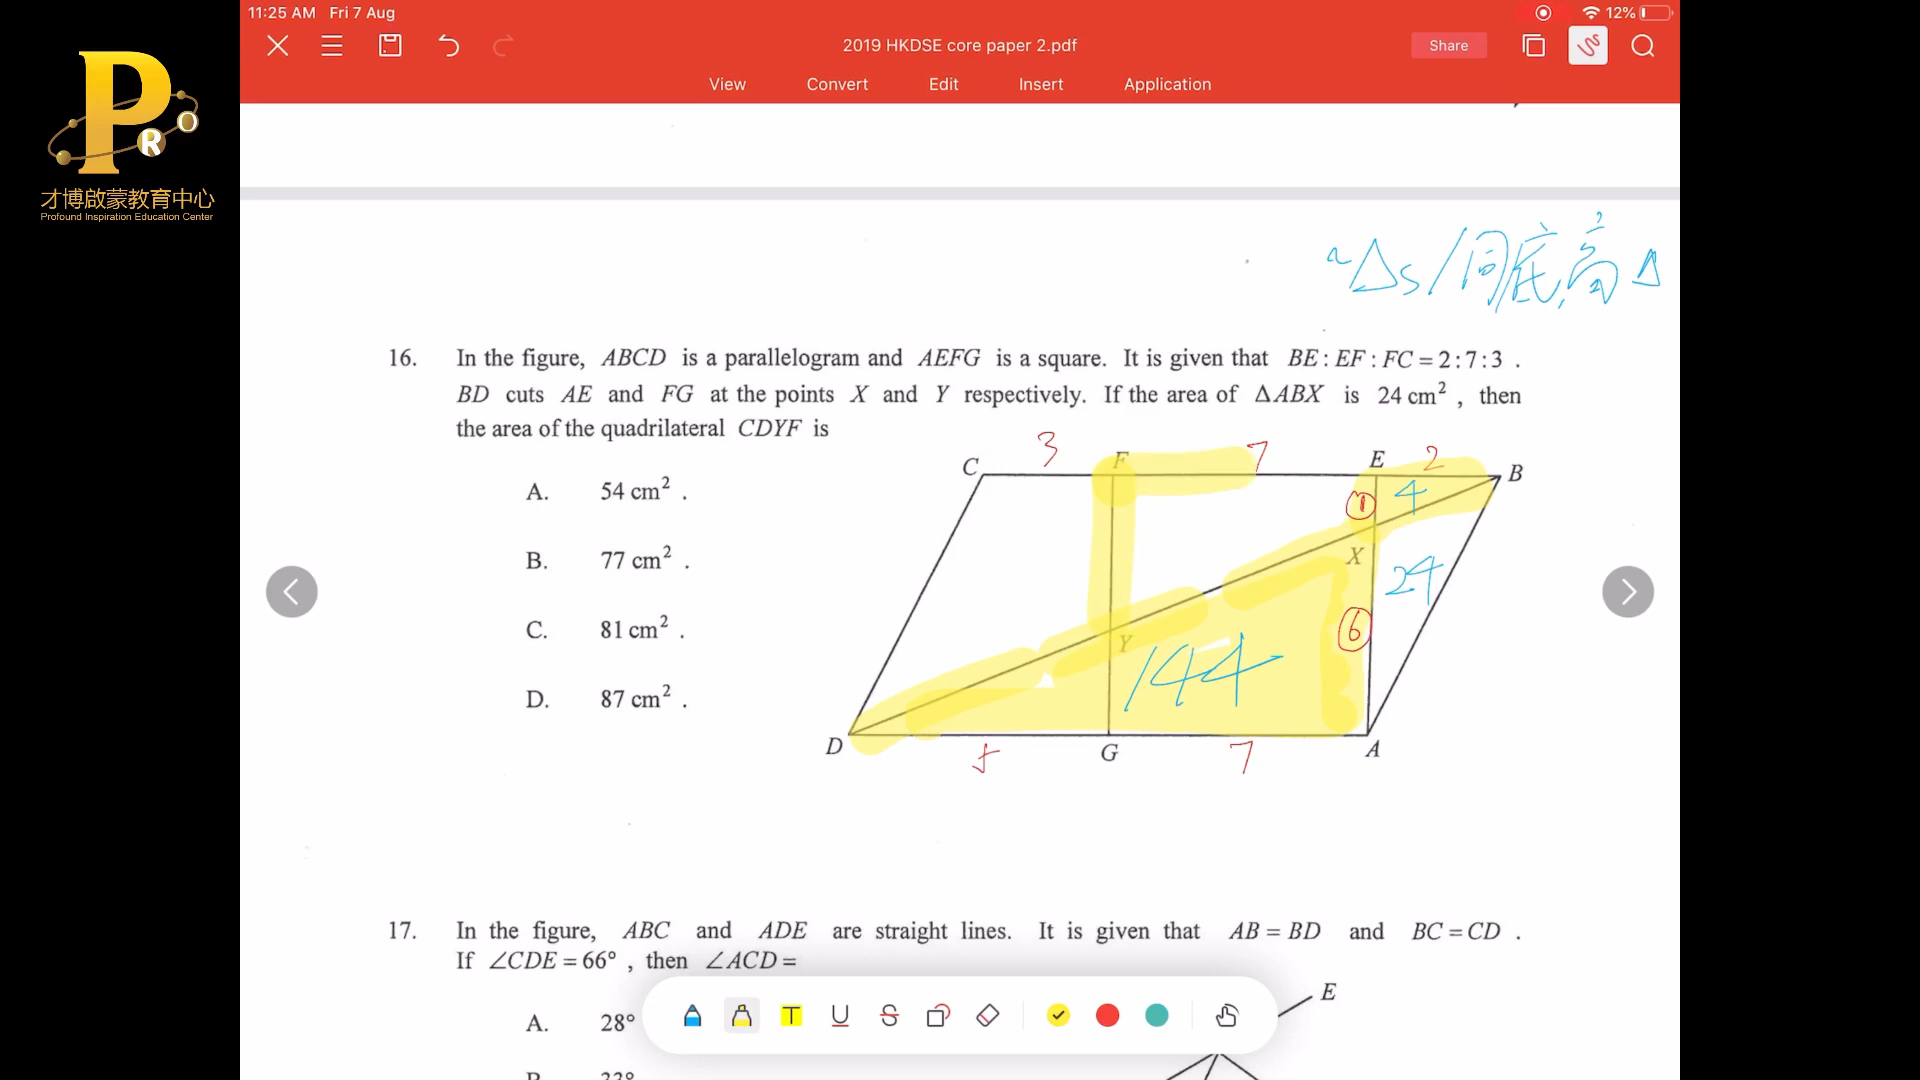 11:25 AM Fri 7 Aug
12%
2019 HKDSE core paper 2.pdf
Share
View Convert Edit Insert Application
P
R
O
才博啟蒙教育中心
Profound Inspiration Education Center
~Δs/同底,高Δ
16. In the figure, ABCD is a parallelogram and AEFG is a square. It is given that BE : EF : FC = 2 : 7 : 3 .
BD cuts AE and FG at the points X and Y respectively. If the area of ΔABX is 24 cm² , then
the area of the quadrilateral CDYF is
A. 54 cm² .
B. 77 cm² .
C. 81 cm² .
D. 87 cm² .
3 7 2
C F E B
1 4
X
24
6
Y
144
D G A
5 7
17. In the figure, ABC and ADE are straight lines. It is given that AB = BD and BC = CD .
If ∠CDE = 66° , then ∠ACD =
E
A. 28°
T U S